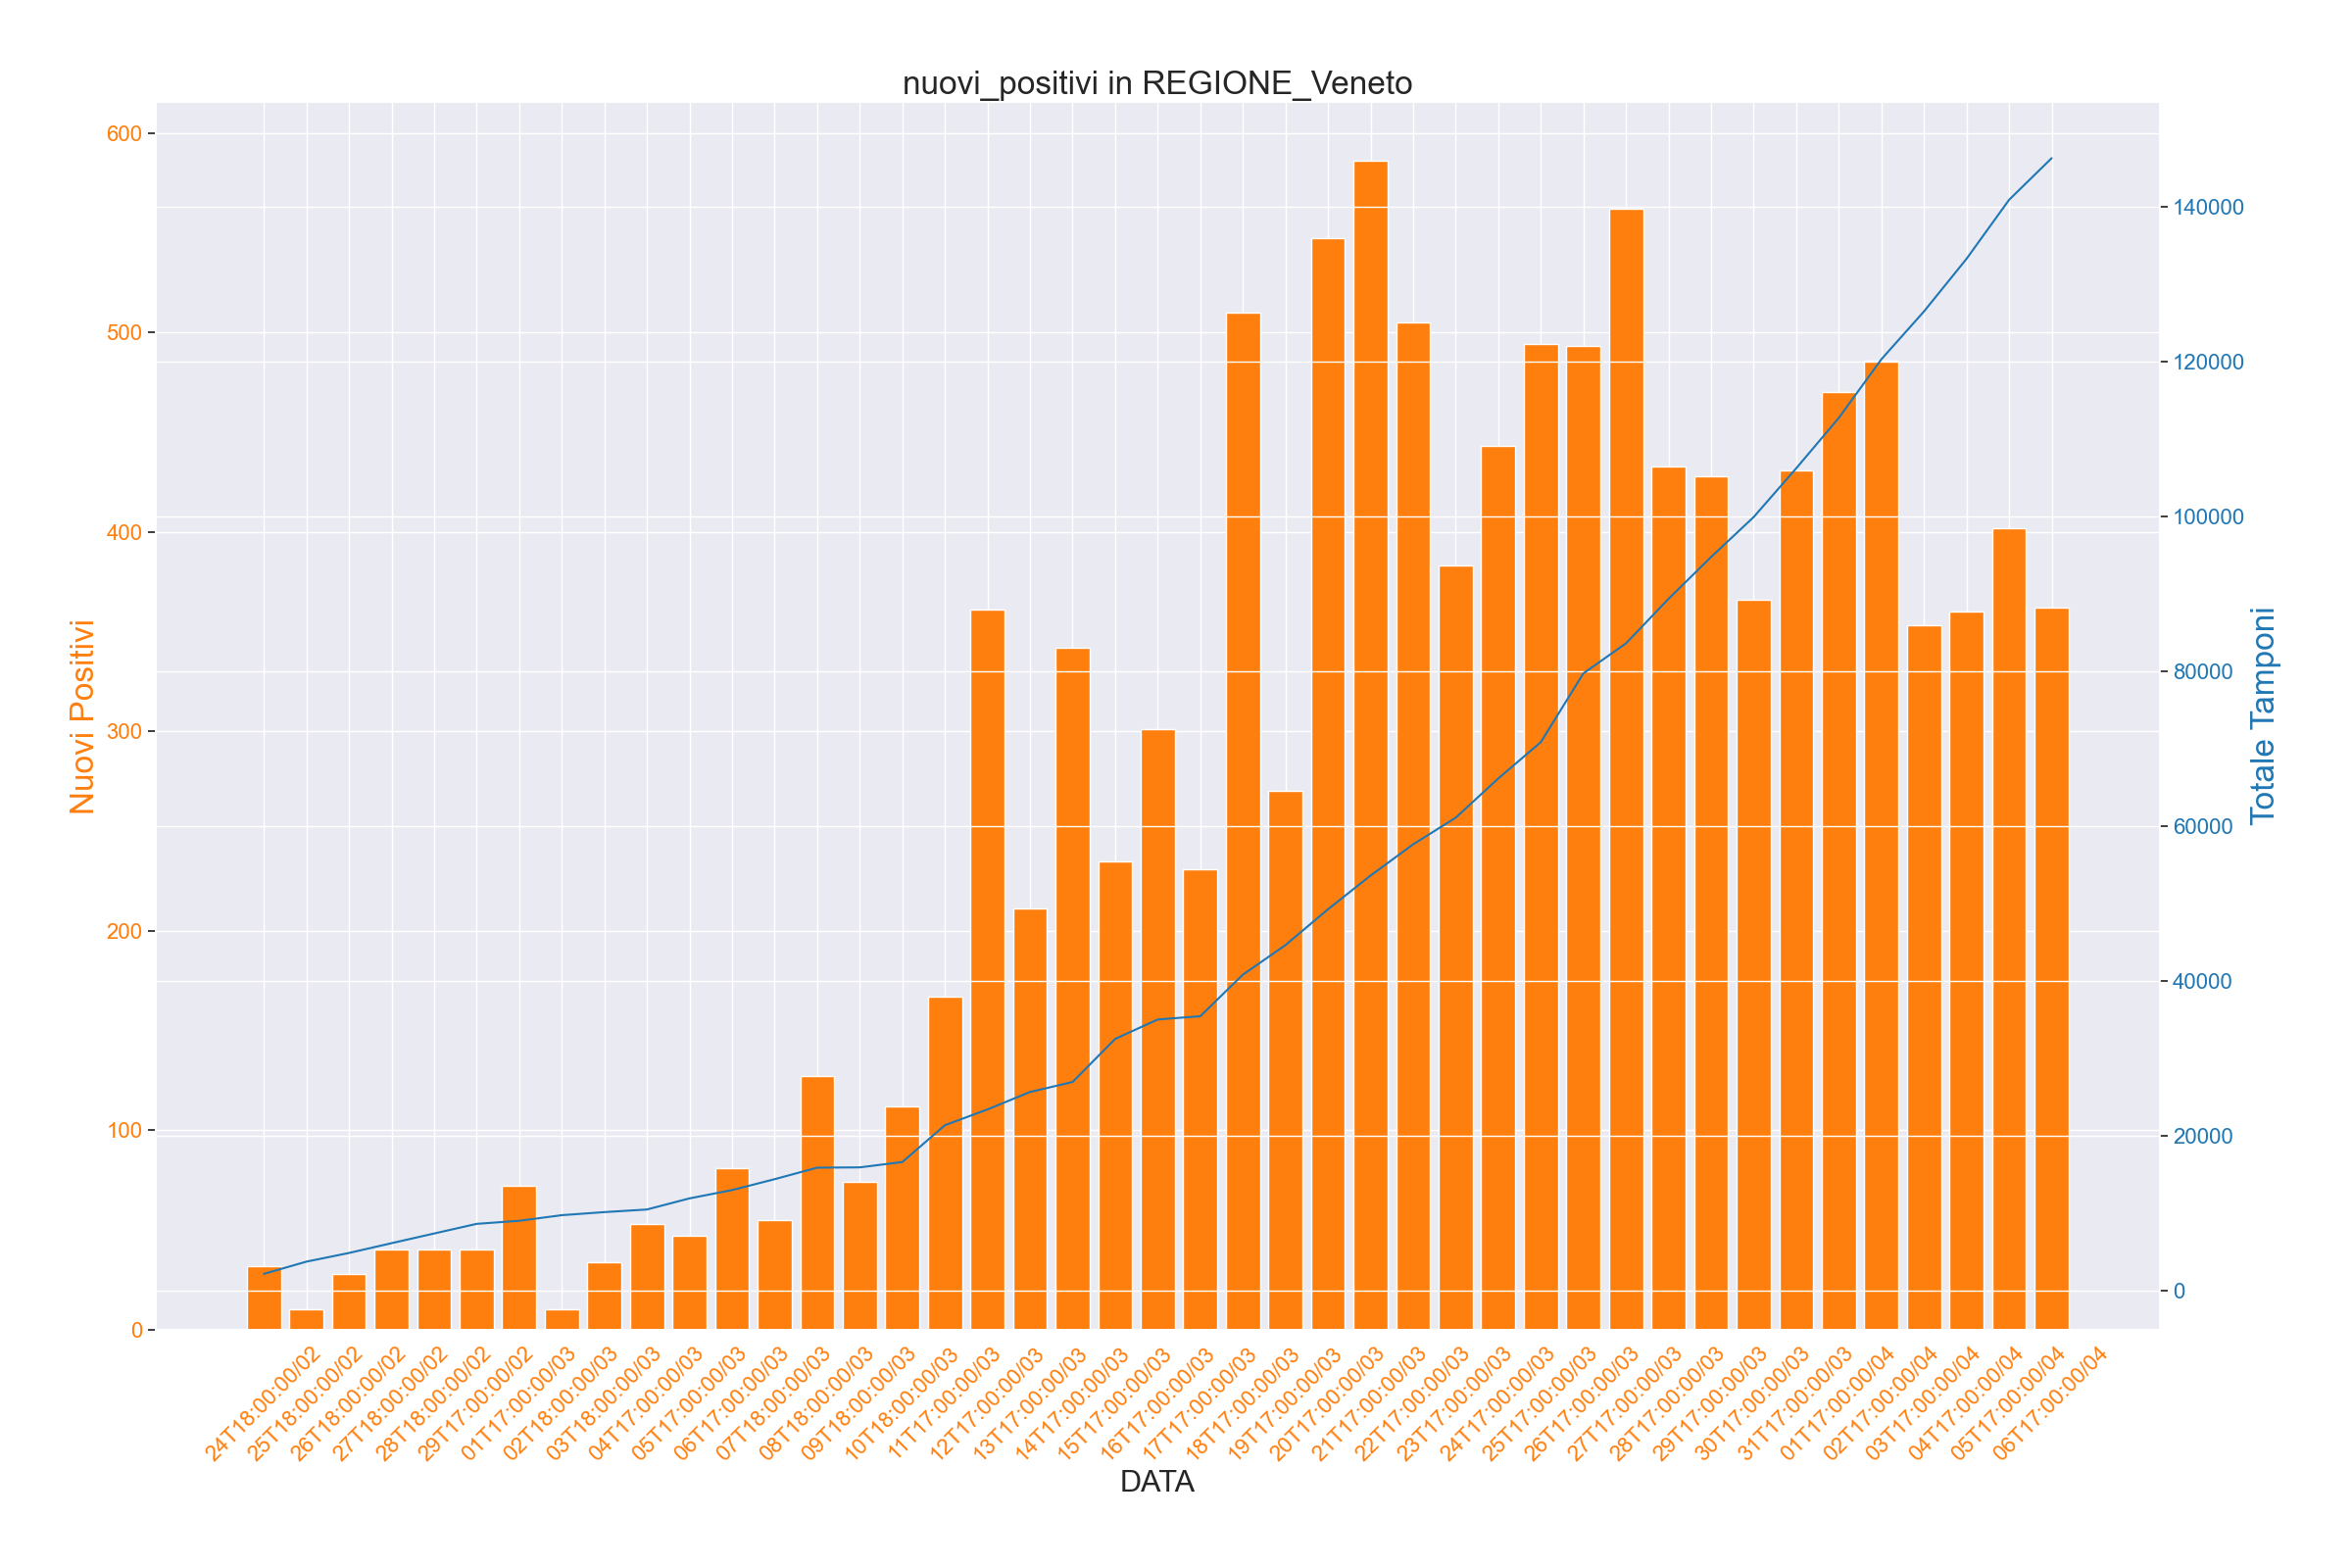 nuovi_positivi in REGIONE_Veneto
600
500
400
300
200
100
0
Nuovi Positivi
140000
120000
100000
80000
60000
40000
20000
0
Totale Tamponi
24T18:00:00/02
25T18:00:00/02
26T18:00:00/02
27T18:00:00/02
28T18:00:00/02
29T17:00:00/02
01T17:00:00/03
02T18:00:00/03
03T18:00:00/03
04T17:00:00/03
05T17:00:00/03
06T17:00:00/03
07T18:00:00/03
08T18:00:00/03
09T18:00:00/03
10T18:00:00/03
11T17:00:00/03
12T17:00:00/03
13T17:00:00/03
14T17:00:00/03
15T17:00:00/03
16T17:00:00/03
17T17:00:00/03
18T17:00:00/03
19T17:00:00/03
20T17:00:00/03
21T17:00:00/03
22T17:00:00/03
23T17:00:00/03
24T17:00:00/03
25T17:00:00/03
26T17:00:00/03
27T17:00:00/03
28T17:00:00/03
29T17:00:00/03
30T17:00:00/03
31T17:00:00/03
01T17:00:00/04
02T17:00:00/04
03T17:00:00/04
04T17:00:00/04
05T17:00:00/04
06T17:00:00/04
DATA